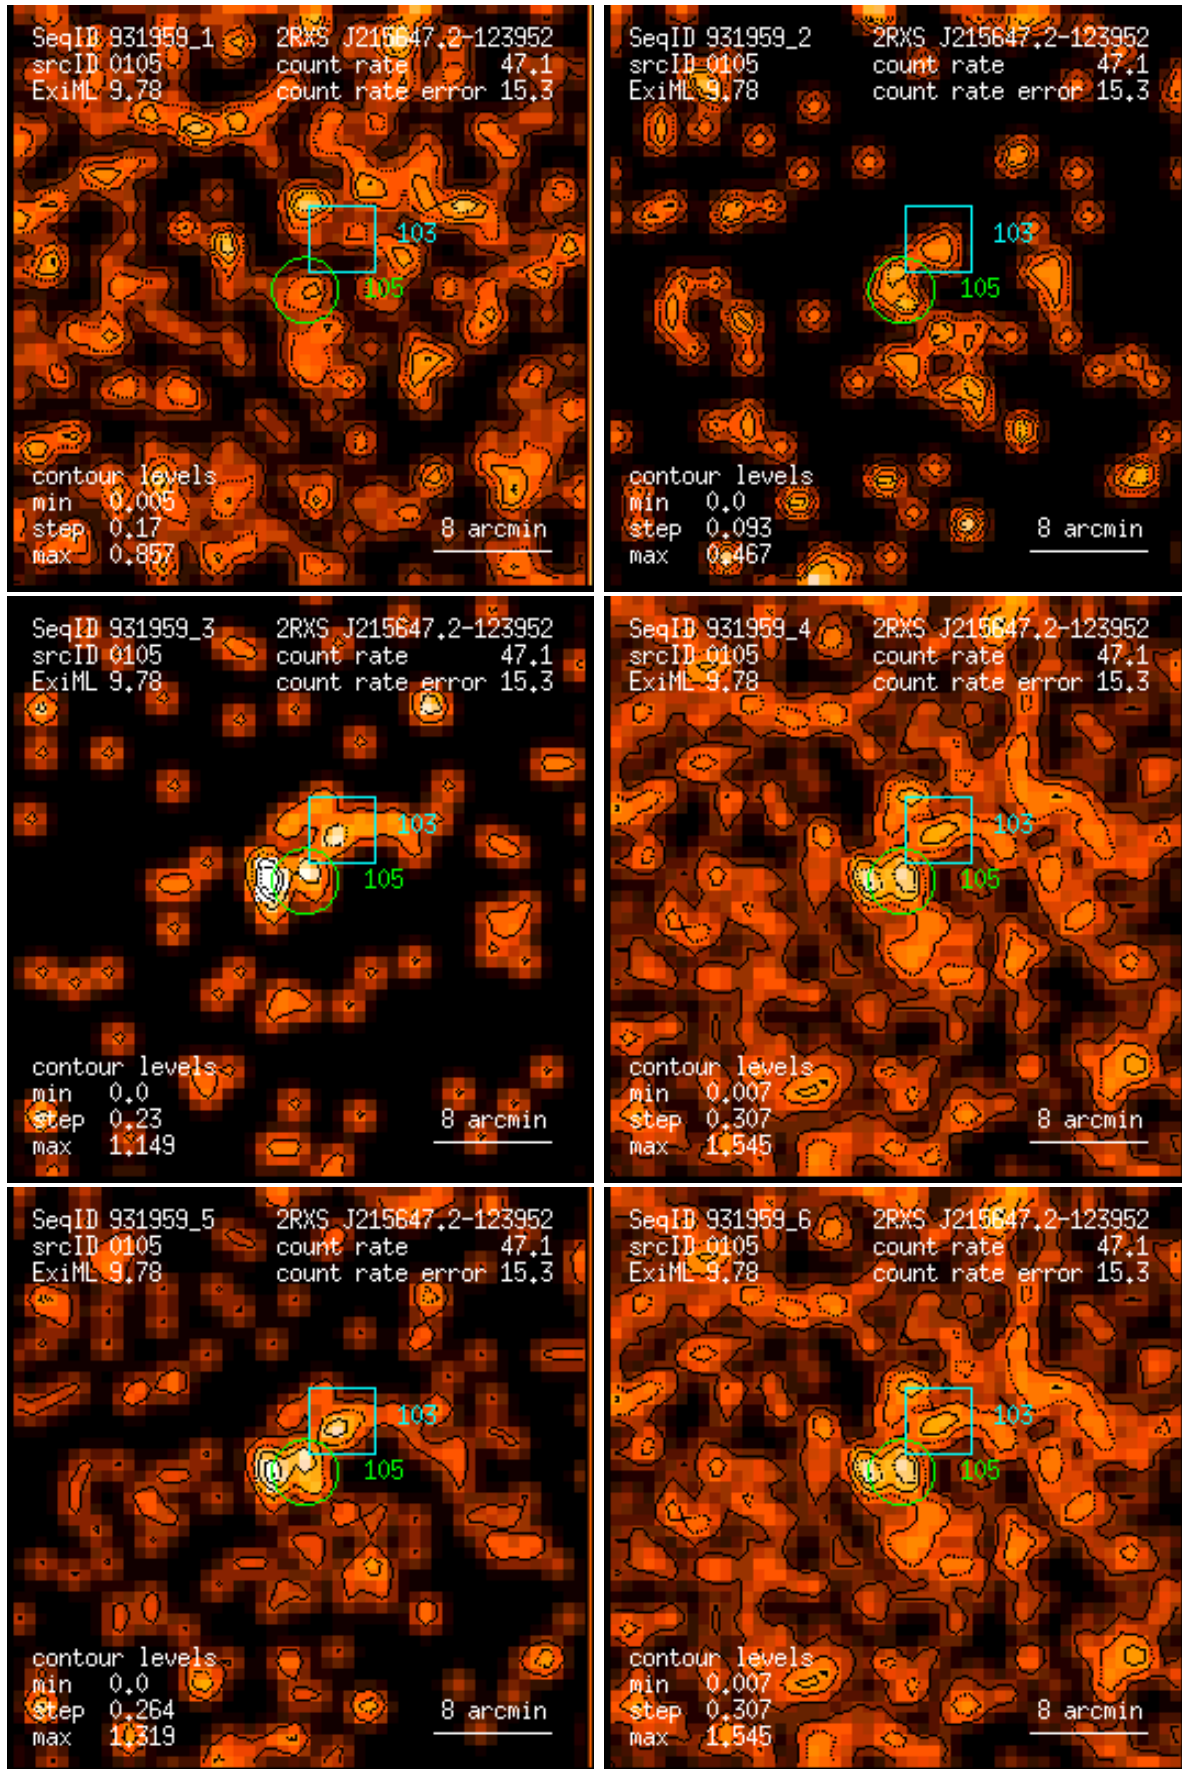 SeqID 931959_1 2RXS J215647.2-123952
srcID 0105 count rate 47.1
ExiML 9.78 count rate error 15.3
103
105
contour levels
min 0.005
step 0.17 8 arcmin
max 0.857
SeqID 931959_2 2RXS J215647.2-123952
srcID 0105 count rate 47.1
ExiML 9.78 count rate error 15.3
103
105
contour levels
min 0.0
step 0.093 8 arcmin
max 0.467
SeqID 931959_3 2RXS J215647.2-123952
srcID 0105 count rate 47.1
ExiML 9.78 count rate error 15.3
103
105
contour levels
min 0.0
step 0.23 8 arcmin
max 1.149
SeqID 931959_4 2RXS J215647.2-123952
srcID 0105 count rate 47.1
ExiML 9.78 count rate error 15.3
103
105
contour levels
min 0.007
step 0.307 8 arcmin
max 1.545
SeqID 931959_5 2RXS J215647.2-123952
srcID 0105 count rate 47.1
ExiML 9.78 count rate error 15.3
103
105
contour levels
min 0.0
step 0.264 8 arcmin
max 1.319
SeqID 931959_6 2RXS J215647.2-123952
srcID 0105 count rate 47.1
ExiML 9.78 count rate error 15.3
103
105
contour levels
min 0.007
step 0.307 8 arcmin
max 1.545